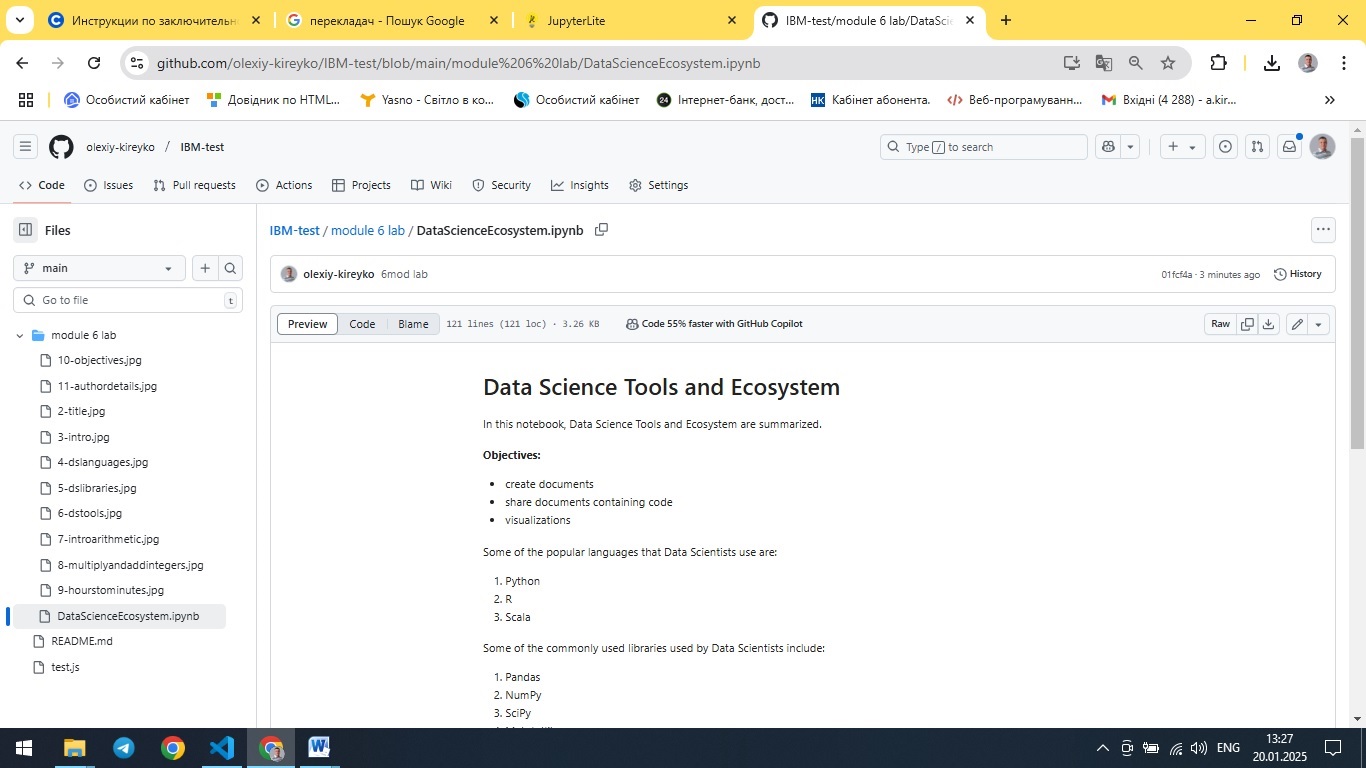 Инструкции по заключительн
перекладач - Пошук Google
JupyterLite
IBM-test/module 6 lab/DataScie
github.com/olexiy-kireyko/IBM-test/blob/main/module%206%20lab/DataScienceEcosystem.ipynb
Особистий кабінет
Довідник по HTML...
Yasno - Світло в ко...
Особистий кабінет
24
Інтернет-банк, дост...
НК
Кабінет абонента.
Веб-програмуванн...
Вхідні (4 288) - a.kir...
olexiy-kireyko / IBM-test
Type / to search
Code
Issues
Pull requests
Actions
Projects
Wiki
Security
Insights
Settings
Files
main
Go to file
t
module 6 lab
10-objectives.jpg
11-authordetails.jpg
2-title.jpg
3-intro.jpg
4-dslanguages.jpg
5-dslibraries.jpg
6-dstools.jpg
7-introarithmetic.jpg
8-multiplyandaddintegers.jpg
9-hourstominutes.jpg
DataScienceEcosystem.ipynb
README.md
test.js
IBM-test / module 6 lab / DataScienceEcosystem.ipynb
olexiy-kireyko 6mod lab
01fcf4a · 3 minutes ago
History
Preview
Code
Blame
121 lines (121 loc) · 3.26 KB
Code 55% faster with GitHub Copilot
Raw
Data Science Tools and Ecosystem
In this notebook, Data Science Tools and Ecosystem are summarized.
Objectives:
• create documents
• share documents containing code
• visualizations
Some of the popular languages that Data Scientists use are:
1. Python
2. R
3. Scala
Some of the commonly used libraries used by Data Scientists include:
1. Pandas
2. NumPy
3. SciPy
ENG
13:27
20.01.2025